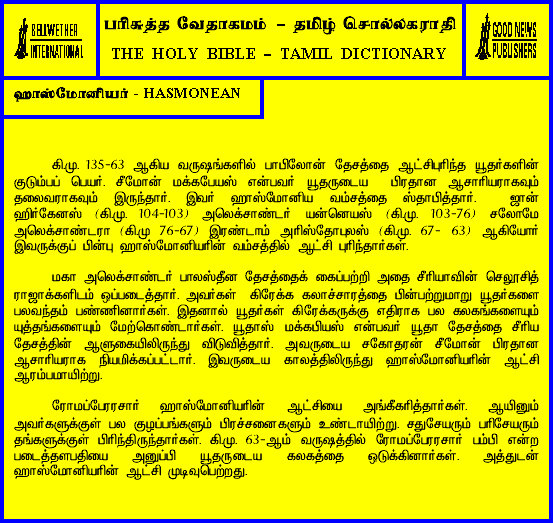 BELLWETHER
INTERNATIONAL
பரிசுத்த வேதாகமம் – தமிழ் சொல்லகராதி
THE HOLY BIBLE – TAMIL DICTIONARY
GOOD NEWS
PUBLISHERS
ஹாஸ்மோனியர் - HASMONEAN
கி.மு. 135-63 ஆகிய வருஷங்களில் பாபிலோன் தேசத்தை ஆட்சிபுரிந்த யூதர்களின்
குடும்பப் பெயர். சீமோன் மக்கபேயஸ் என்பவர் யூதருடைய பிரதான ஆசாரியராகவும்
தலைவராகவும் இருந்தார். இவர் ஹாஸ்மோனிய வம்சத்தை ஸ்தாபித்தார். ஜான்
ஹிர்கேனஸ் (கி.மு. 104-103) அலெக்சாண்டர் யன்னெயஸ் (கி.மு. 103-76) சலோமே
அலெக்சாண்டரா (கி.மு 76-67) இரண்டாம் அரிஸ்தோபுலஸ் (கி.மு. 67- 63) ஆகியோர்
இவருக்குப் பின்பு ஹாஸ்மோனியரின் வம்சத்தில் ஆட்சி புரிந்தார்கள்.
மகா அலெக்சாண்டர் பாலஸ்தீன தேசத்தைக் கைப்பற்றி அதை சீரியாவின் செலூசித்
ராஜாக்களிடம் ஒப்படைத்தார். அவர்கள் கிரேக்க கலாச்சாரத்தை பின்பற்றுமாறு யூதர்களை
பலவந்தம் பண்ணினார்கள். இதனால் யூதர்கள் கிரேக்கருக்கு எதிராக பல கலகங்களையும்
யுத்தங்களையும் மேற்கொண்டார்கள். யூதாஸ் மக்கபியஸ் என்பவர் யூதா தேசத்தை சீரிய
தேசத்தின் ஆளுகையிலிருந்து விடுவித்தார். அவருடைய சகோதரன் சீமோன் பிரதான
ஆசாரியராக நியமிக்கப்பட்டார். இவருடைய காலத்திலிருந்து ஹாஸ்மோனியரின் ஆட்சி
ஆரம்பமாயிற்று.
ரோமப்பேரரசார் ஹாஸ்மோனியரின் ஆட்சியை அங்கீகரித்தார்கள். ஆயினும்
அவர்களுக்குள் பல குழப்பங்களும் பிரச்சனைகளும் உண்டாயிற்று. சதுசேயரும் பரிசேயரும்
தங்களுக்குள் பிரிந்திருந்தார்கள். கி.மு. 63-ஆம் வருஷத்தில் ரோமப்பேரரசார் பம்பி என்ற
படைத்தளபதியை அனுப்பி யூதருடைய கலகத்தை ஒடுக்கினார்கள். அத்துடன்
ஹாஸ்மோனியரின் ஆட்சி முடிவுபெற்றது.